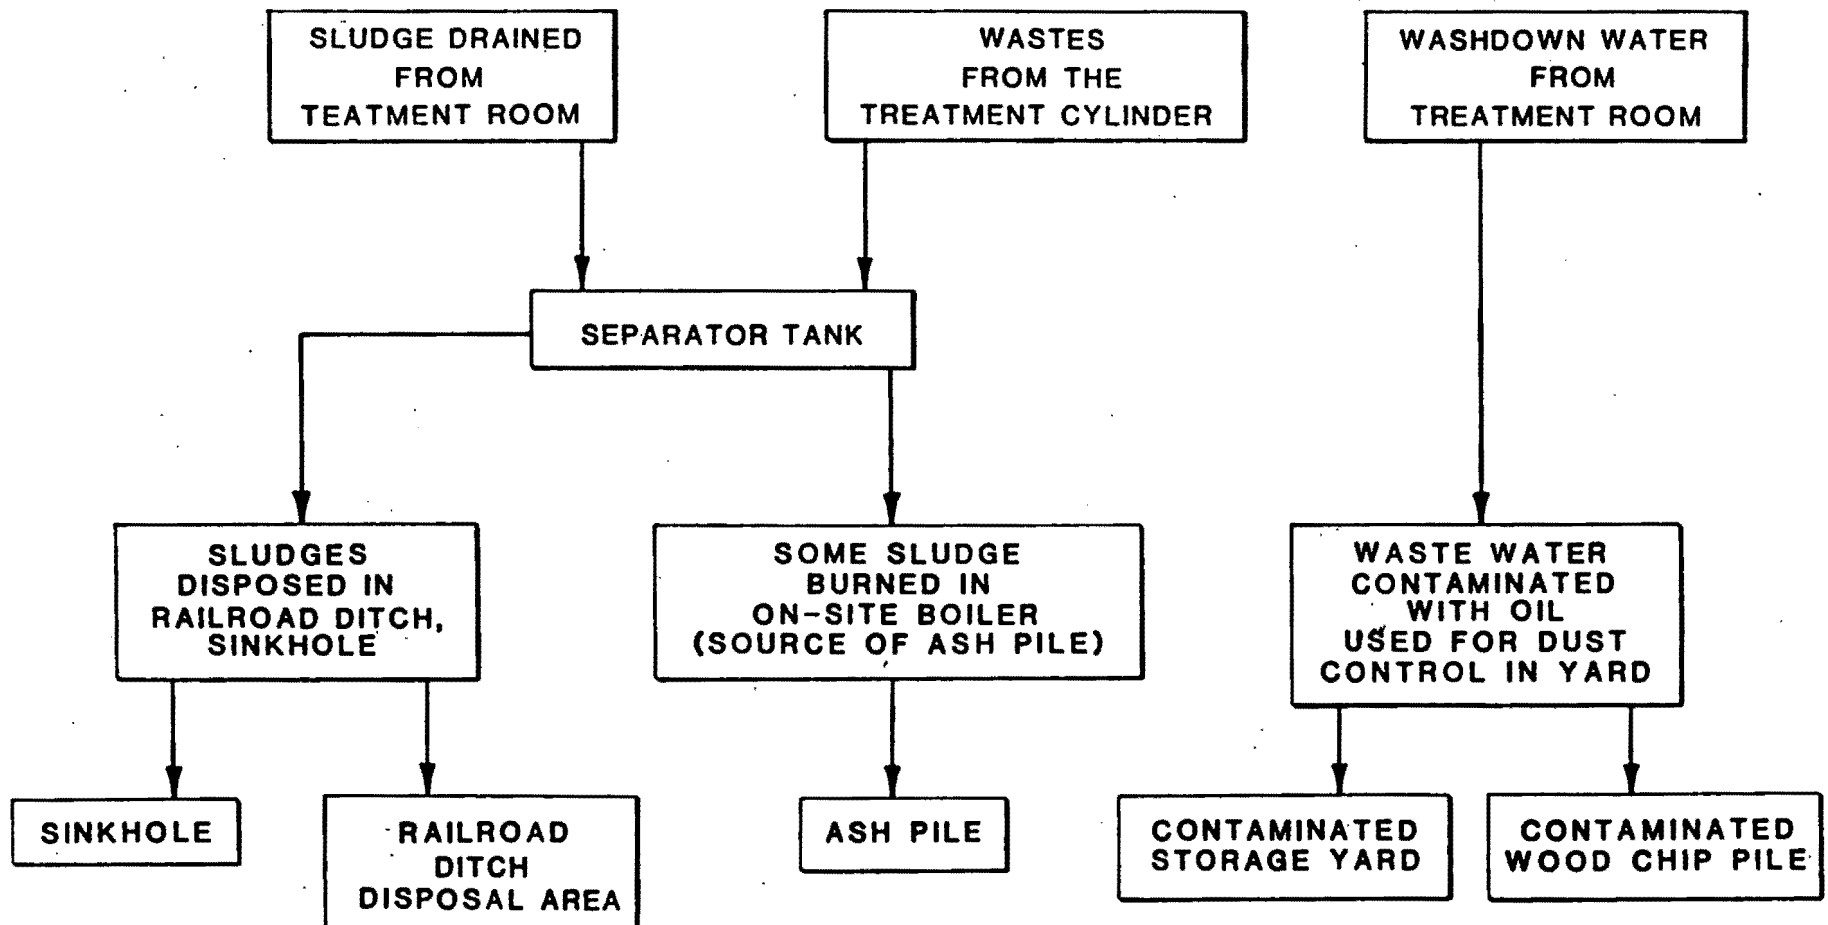 SLUDGE DRAINED
FROM
TEATMENT ROOM
WASTES
FROM THE
TREATMENT CYLINDER
WASHDOWN WATER
FROM
TREATMENT ROOM
SEPARATOR TANK
SLUDGES
DISPOSED IN
RAILROAD DITCH,
SINKHOLE
SOME SLUDGE
BURNED IN
ON-SITE BOILER
(SOURCE OF ASH PILE)
WASTE WATER
CONTAMINATED
WITH OIL
USED FOR DUST
CONTROL IN YARD
SINKHOLE
RAILROAD
DITCH
DISPOSAL AREA
ASH PILE
CONTAMINATED
STORAGE YARD
CONTAMINATED
WOOD CHIP PILE